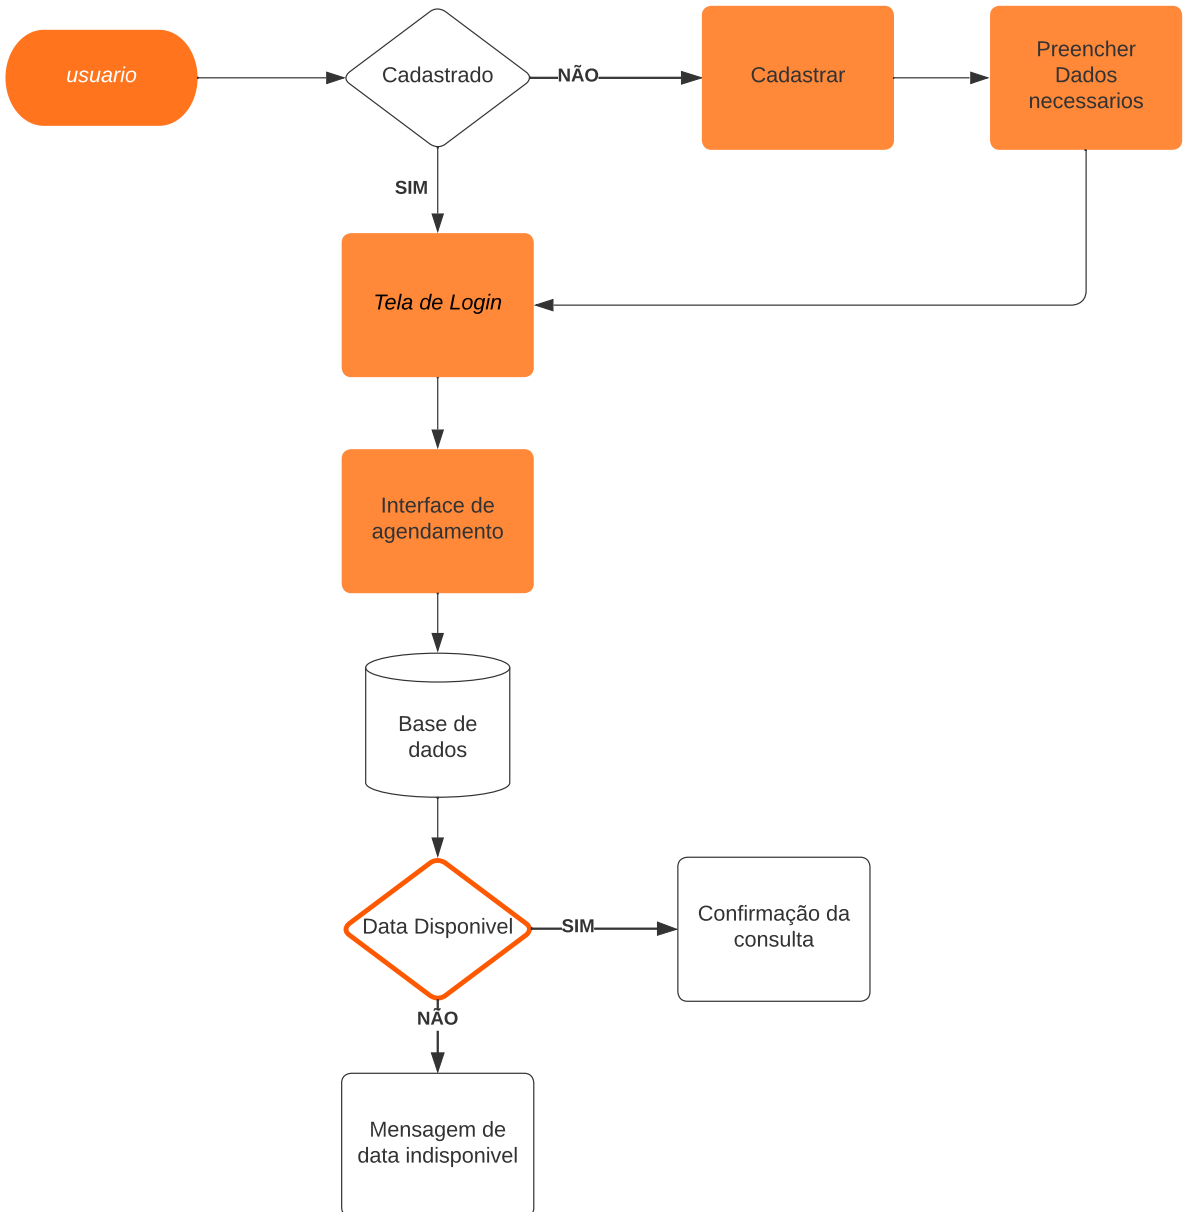 usuario
Cadastrado
NÃO
Cadastrar
Preencher
Dados
necessarios
SIM
Tela de Login
Interface de
agendamento
Base de
dados
Data Disponivel
SIM
Confirmação da
consulta
NÃO
Mensagem de
data indisponivel